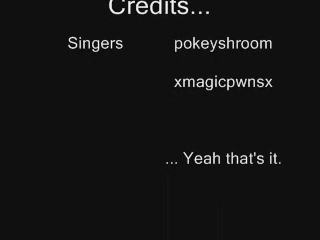 Credits...
Singers pokeyshroom
xmagicpwnsx
... Yeah that's it.